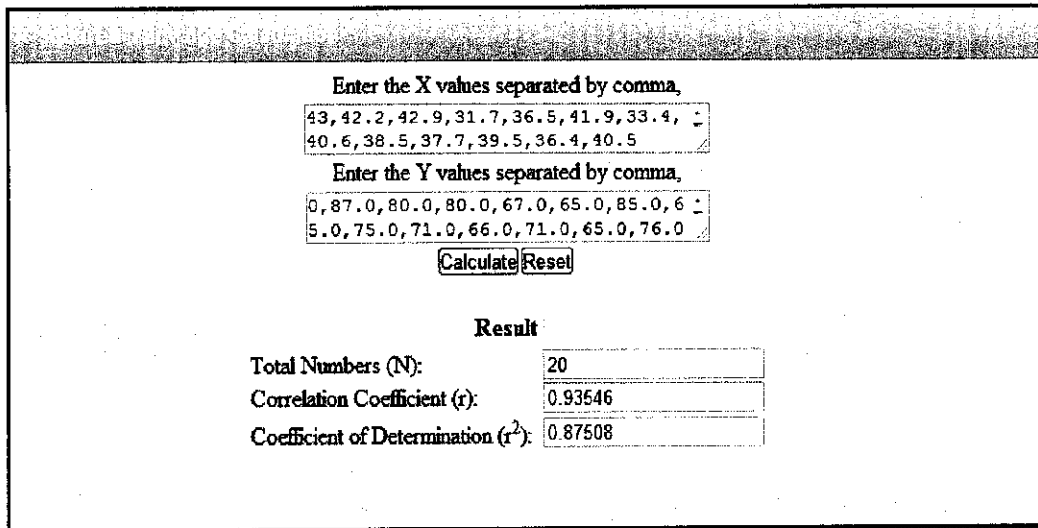 Enter the X values separated by comma,
43,42.2,42.9,31.7,36.5,41.9,33.4,
40.6,38.5,37.7,39.5,36.4,40.5
Enter the Y values separated by comma,
0,87.0,80.0,80.0,67.0,65.0,85.0,6
5.0,75.0,71.0,66.0,71.0,65.0,76.0
Calculate Reset
Result
Total Numbers (N): 20
Correlation Coefficient (r): 0.93546
Coefficient of Determination (r²): 0.87508